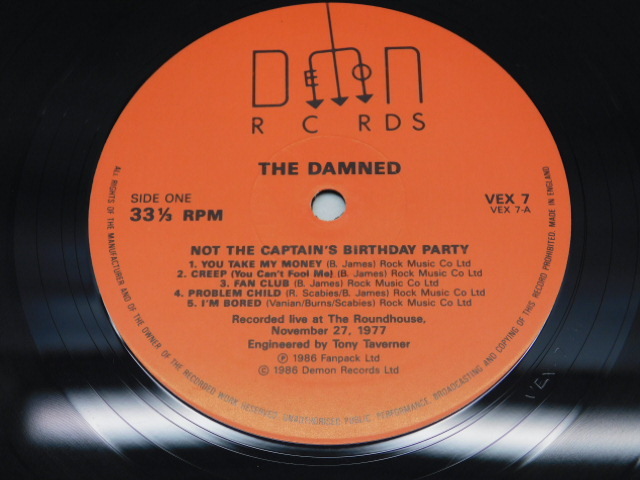 DEMON
RECORDS
THE DAMNED
SIDE ONE
33⅓ RPM
VEX 7
VEX 7-A
NOT THE CAPTAIN'S BIRTHDAY PARTY
1. YOU TAKE MY MONEY (B. James) Rock Music Co Ltd
2. CREEP (You Can't Fool Me) (B. James) Rock Music Co Ltd
3. FAN CLUB (B. James) Rock Music Co Ltd
4. PROBLEM CHILD (R. Scabies/B. James) Rock Music Co Ltd
5. I'M BORED (Vanian/Burns/Scabies) Rock Music Co Ltd
Recorded live at The Roundhouse,
November 27, 1977
Engineered by Tony Taverner
Ⓟ 1986 Fanpack Ltd
© 1986 Demon Records Ltd
ALL RIGHTS OF THE MANUFACTURER AND OF THE OWNER OF THE RECORDED WORK RESERVED. UNAUTHORISED PUBLIC PERFORMANCE, BROADCASTING AND COPYING OF THIS RECORD PROHIBITED. MADE IN ENGLAND
VEX